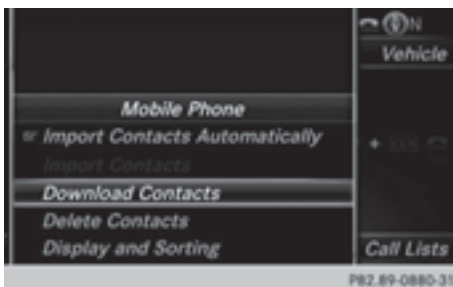 N
Vehicle
Mobile Phone
Import Contacts Automatically
Import Contacts
Download Contacts
Delete Contacts
Display and Sorting
Call Lists
P82.89-0880-31